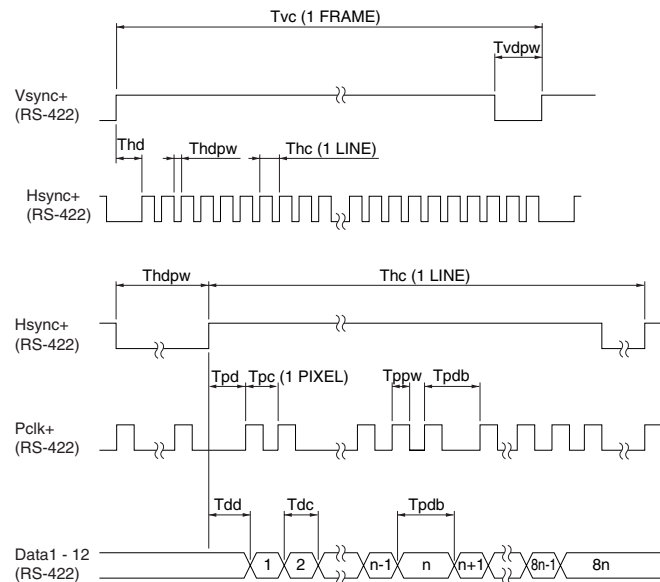 Tvc (1 FRAME)
Tvdpw
Vsync+
(RS-422)
Thd
Thdpw
Thc (1 LINE)
Hsync+
(RS-422)
Thdpw
Thc (1 LINE)
Hsync+
(RS-422)
Tpd
Tpc (1 PIXEL)
Tppw
Tpdb
Pclk+
(RS-422)
Tdd
Tdc
Tpdb
Data1 - 12
(RS-422)
1 2 n-1 n n+1 8n-1 8n